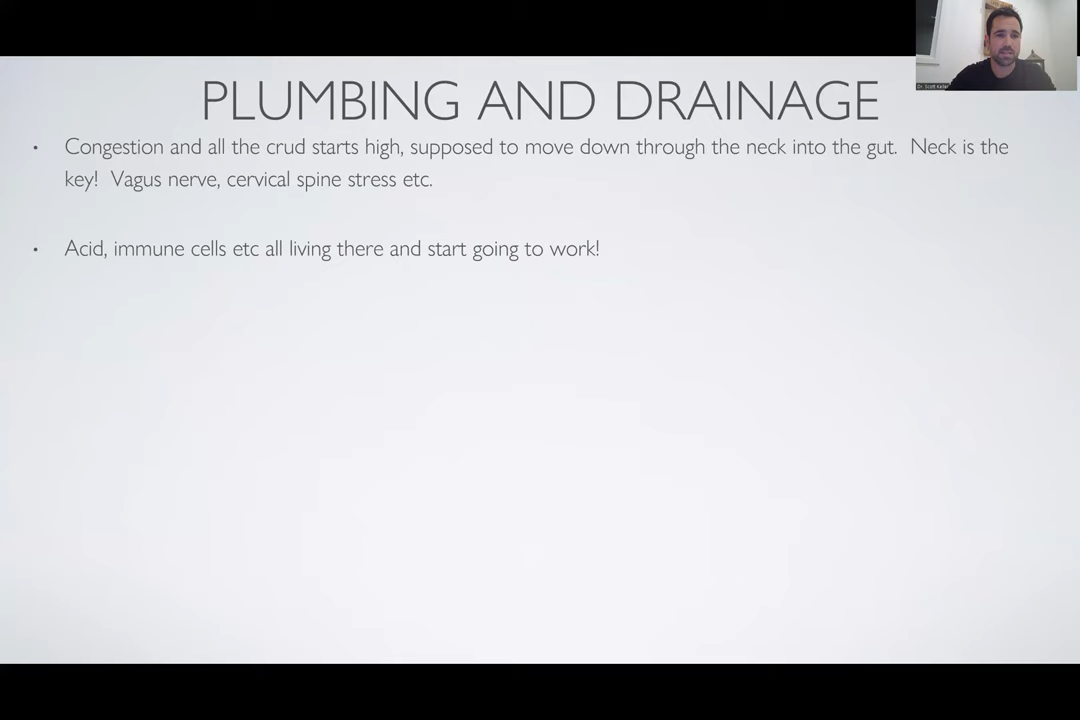 PLUMBING AND DRAINAGE
• Congestion and all the crud starts high, supposed to move down through the neck into the gut.  Neck is the
key!  Vagus nerve, cervical spine stress etc.
• Acid, immune cells etc all living there and start going to work!
Dr. Scott